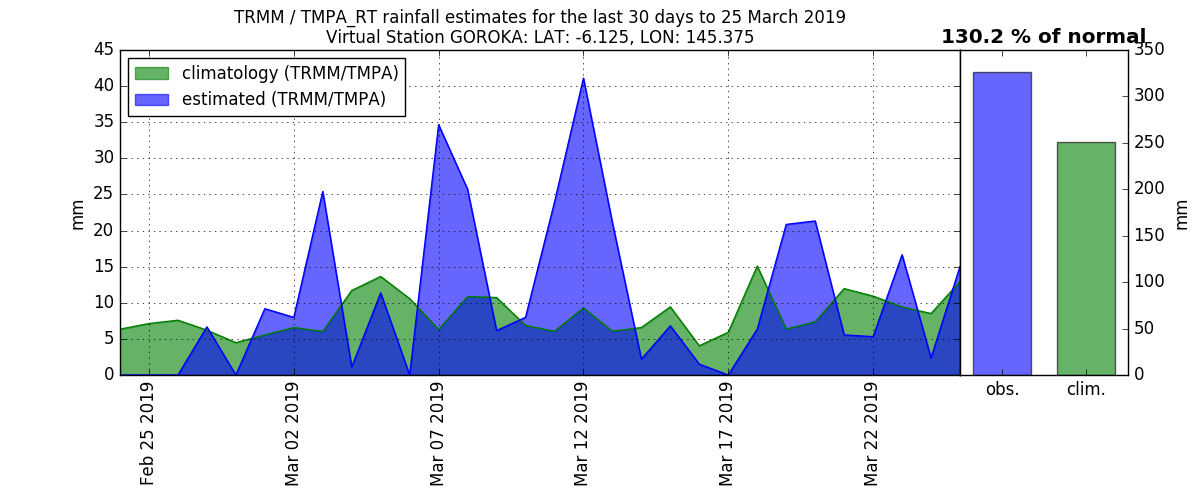 TRMM / TMPA_RT rainfall estimates for the last 30 days to 25 March 2019
Virtual Station GOROKA: LAT: -6.125, LON: 145.375
130.2 % of normal
climatology (TRMM/TMPA)
estimated (TRMM/TMPA)
45
40
35
30
25
20
15
10
5
0
mm
Feb 25 2019
Mar 02 2019
Mar 07 2019
Mar 12 2019
Mar 17 2019
Mar 22 2019
350
300
250
200
150
100
50
0
mm
obs.
clim.